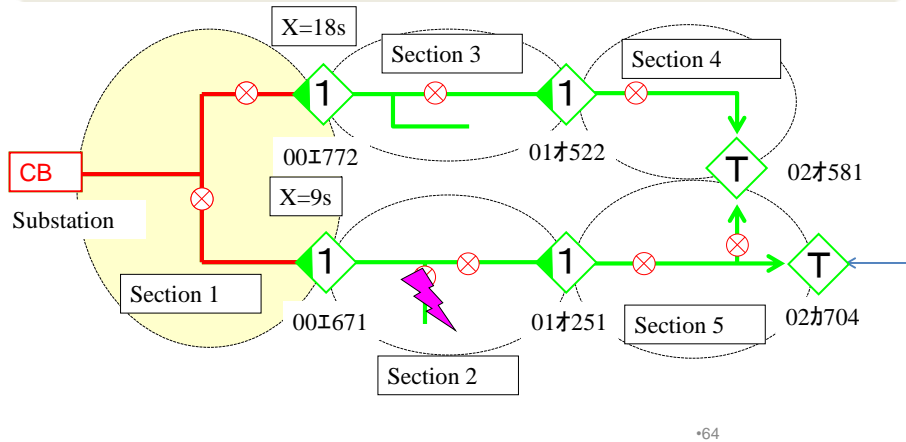 X=18s
Section 3
Section 4
1
1
00ｴ772
01ｵ522
CB
T
02ｵ581
X=9s
Substation
1
1
T
Section 1
00ｴ671
01ｵ251
Section 5
02ｶ704
Section 2
•64